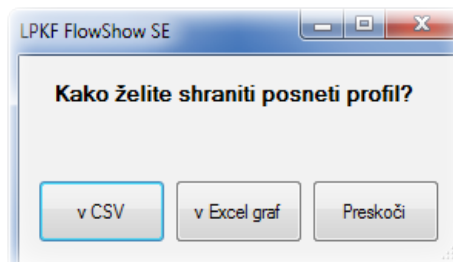 LPKF FlowShow SE
Kako želite shraniti posneti profil?
v CSV
v Excel graf
Preskoči